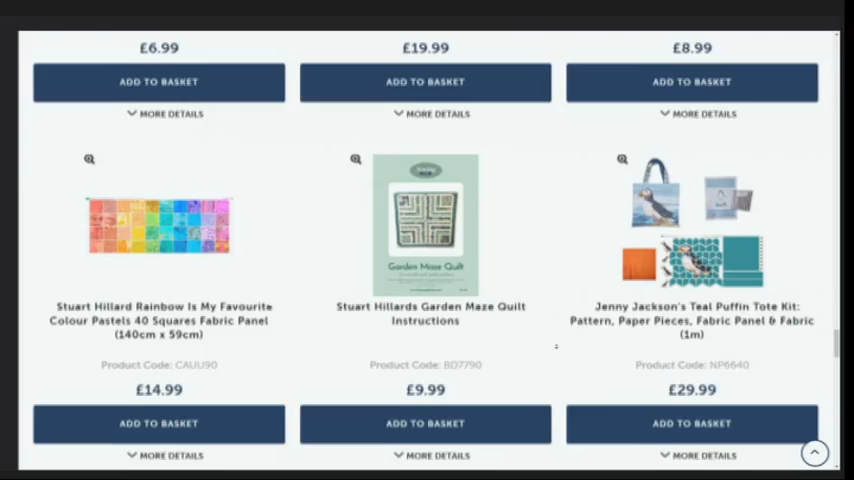 £6.99 £19.99 £8.99
ADD TO BASKET ADD TO BASKET ADD TO BASKET
MORE DETAILS MORE DETAILS MORE DETAILS
Garden Maze Quilt
Stuart Hillard Rainbow Is My Favourite
Colour Pastels 40 Squares Fabric Panel
(140cm x 59cm)
Stuart Hillards Garden Maze Quilt
Instructions
Jenny Jackson's Teal Puffin Tote Kit:
Pattern, Paper Pieces, Fabric Panel & Fabric
(1m)
Product Code: CAUU90 Product Code: BD7790 Product Code: NP6640
£14.99 £9.99 £29.99
ADD TO BASKET ADD TO BASKET ADD TO BASKET
MORE DETAILS MORE DETAILS MORE DETAILS